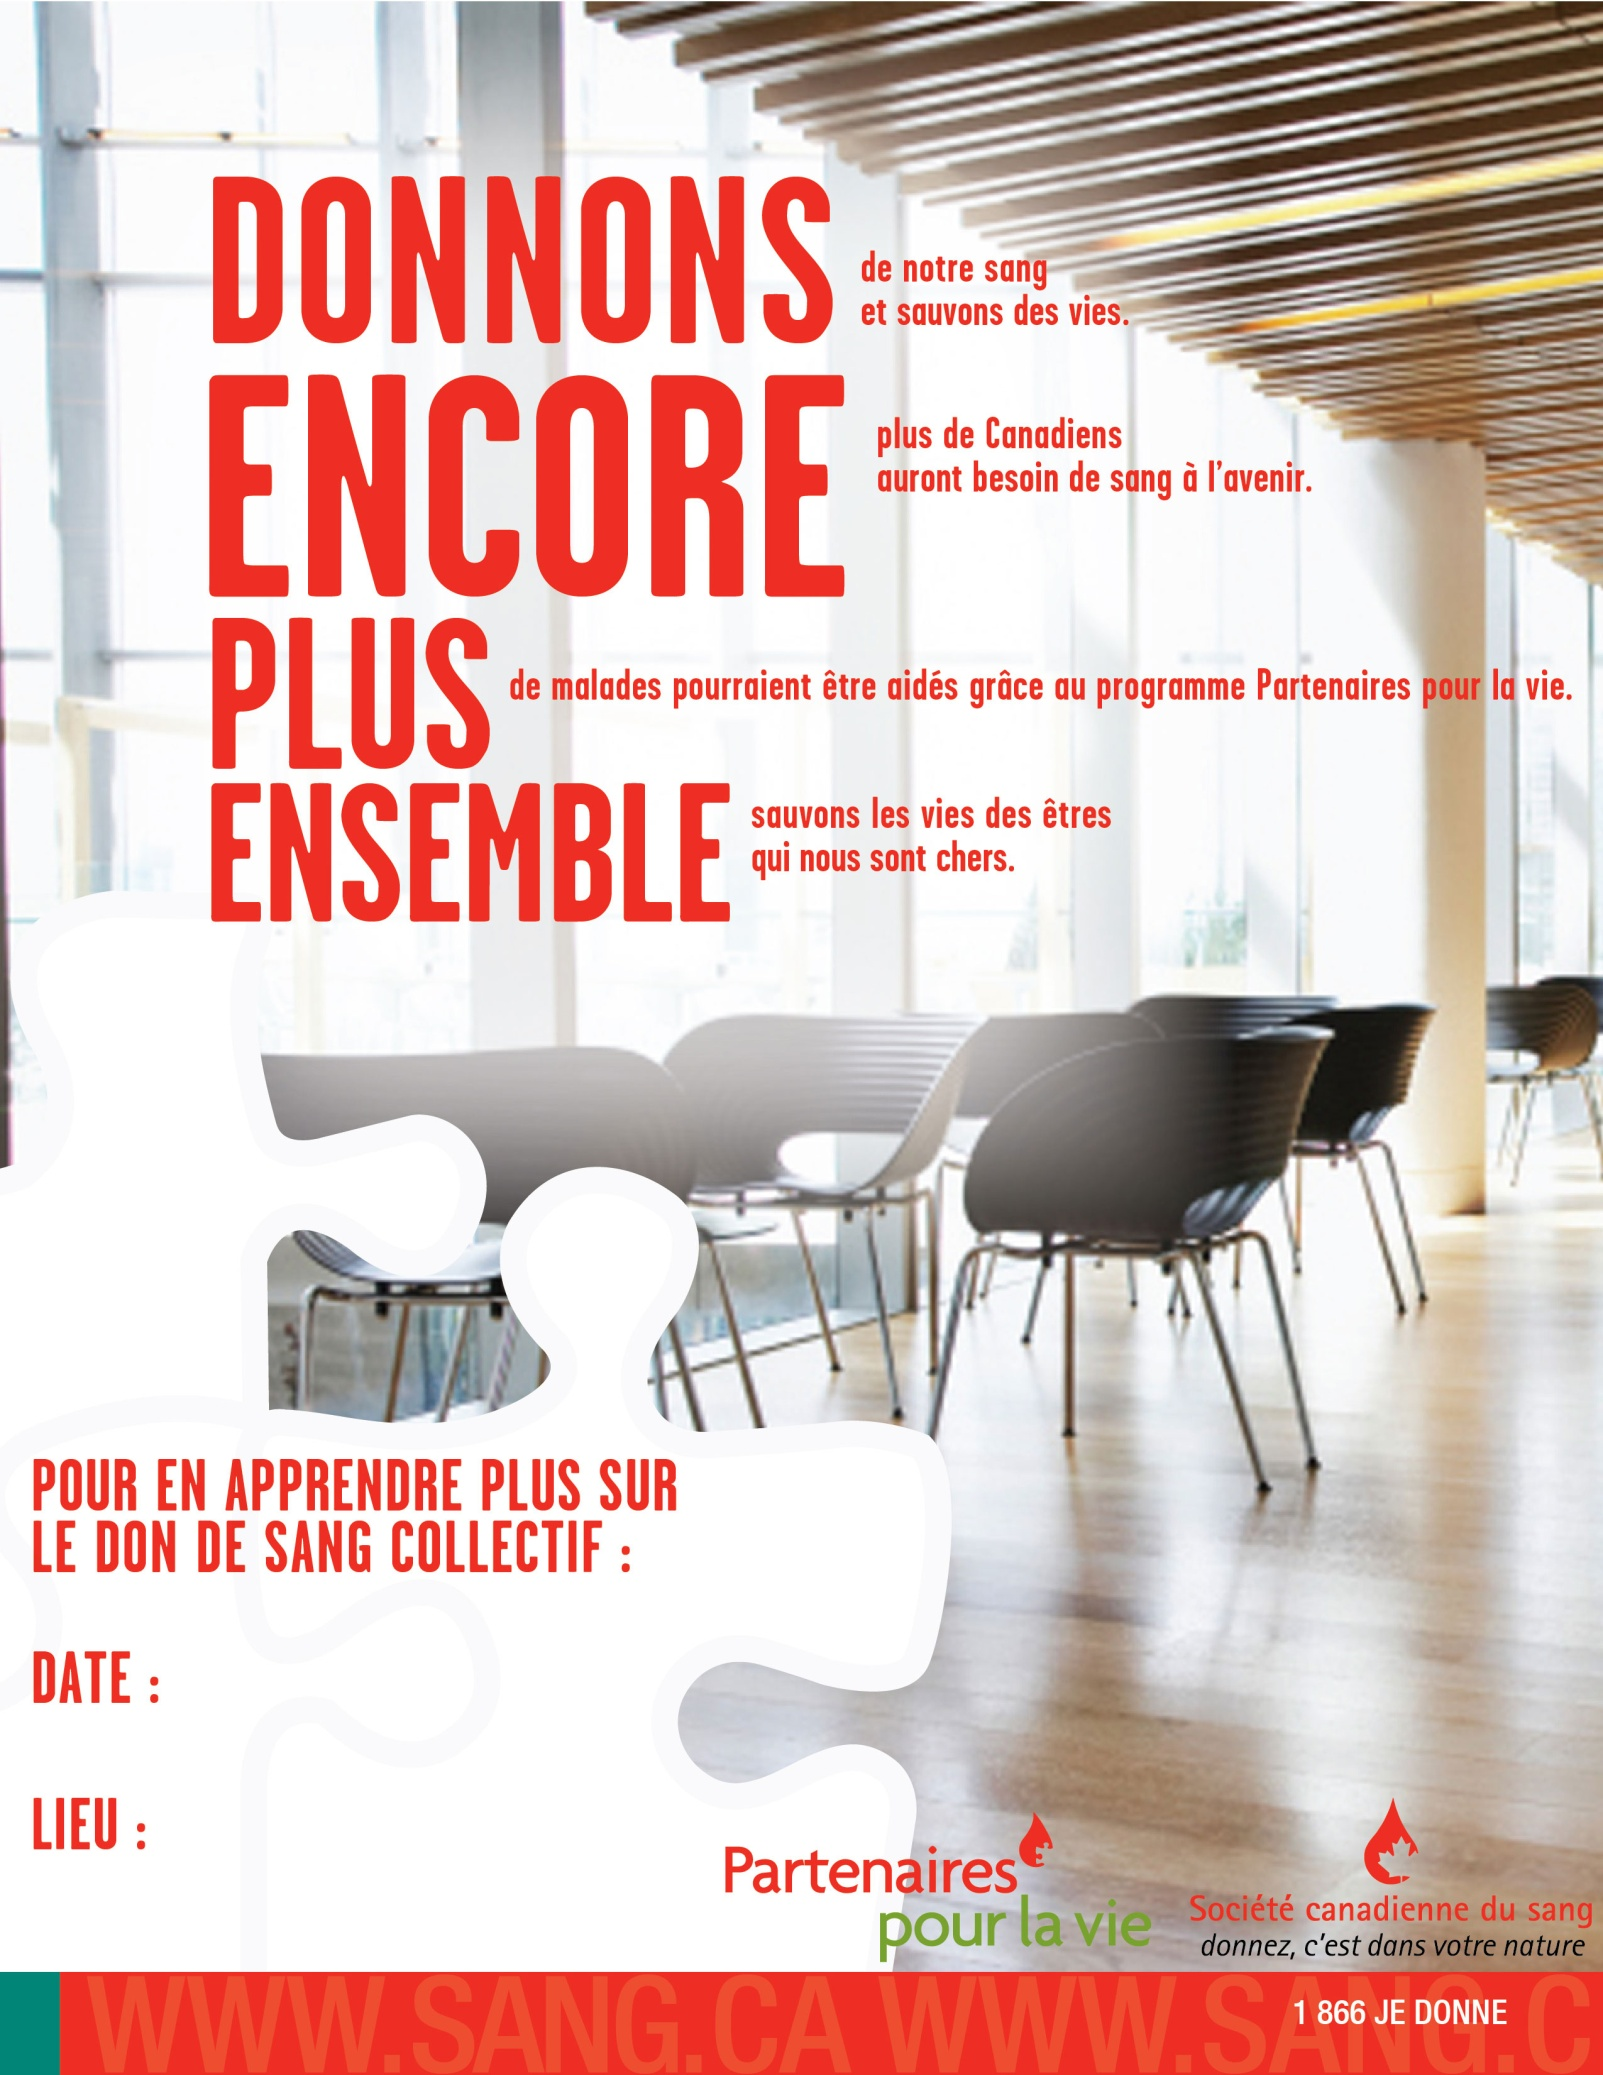 DONNONS
de notre sang
et sauvons des vies.
ENCORE
plus de Canadiens
auront besoin de sang à l’avenir.
PLUS
de malades pourraient être aidés grâce au programme Partenaires pour la vie.
ENSEMBLE
sauvons les vies des êtres
qui nous sont chers.
POUR EN APPRENDRE PLUS SUR
LE DON DE SANG COLLECTIF :
DATE :
LIEU :
Partenaires
pour la vie
Société canadienne du sang
donnez, c'est dans votre nature
WWW.SANG.CA WWW.SANG.C
1 866 JE DONNE